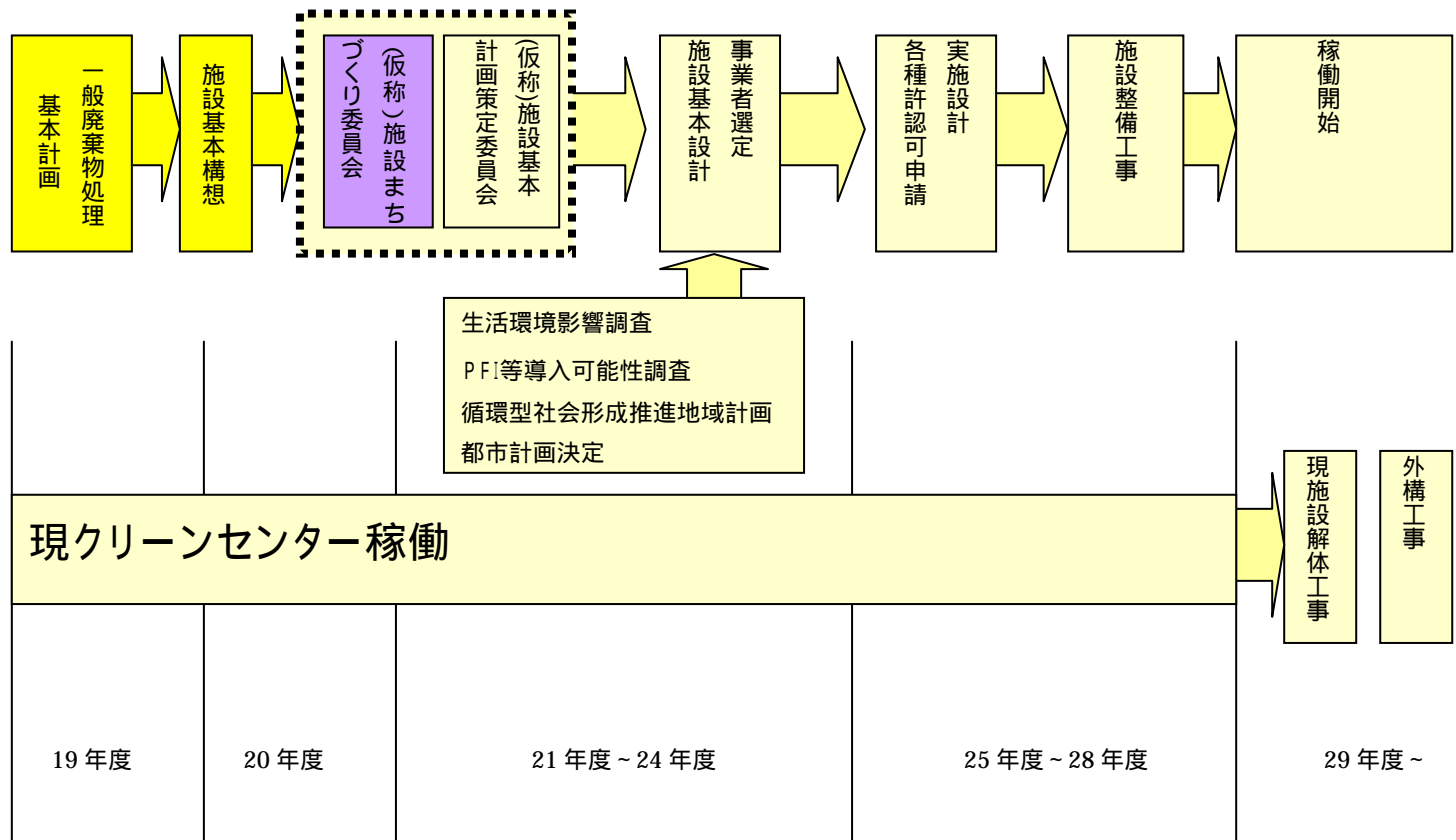 一般廃棄物処理
基本計画
施設基本構想
(仮称)施設まち
づくり委員会
(仮称)施設基本
計画策定委員会
事業者選定
施設基本設計
実施設計
各種許認可申請
施設整備工事
稼働開始
生活環境影響調査
PFI等導入可能性調査
循環型社会形成推進地域計画
都市計画決定
現クリーンセンター稼働
現施設解体工事
外構工事
19年度
20年度
21年度~24年度
25年度~28年度
29年度~